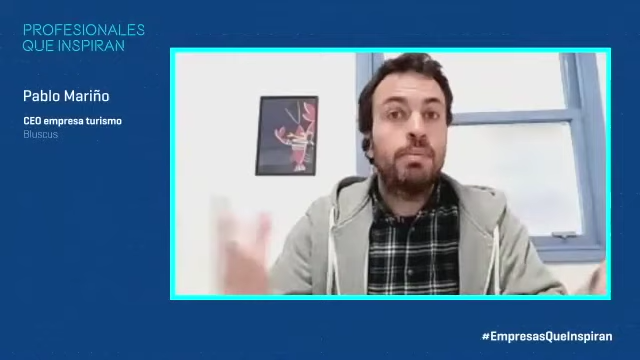 PROFESIONALES
QUE INSPIRAN
Pablo Mariño
CEO empresa turismo
Bluscus
#EmpresasQueInspiran